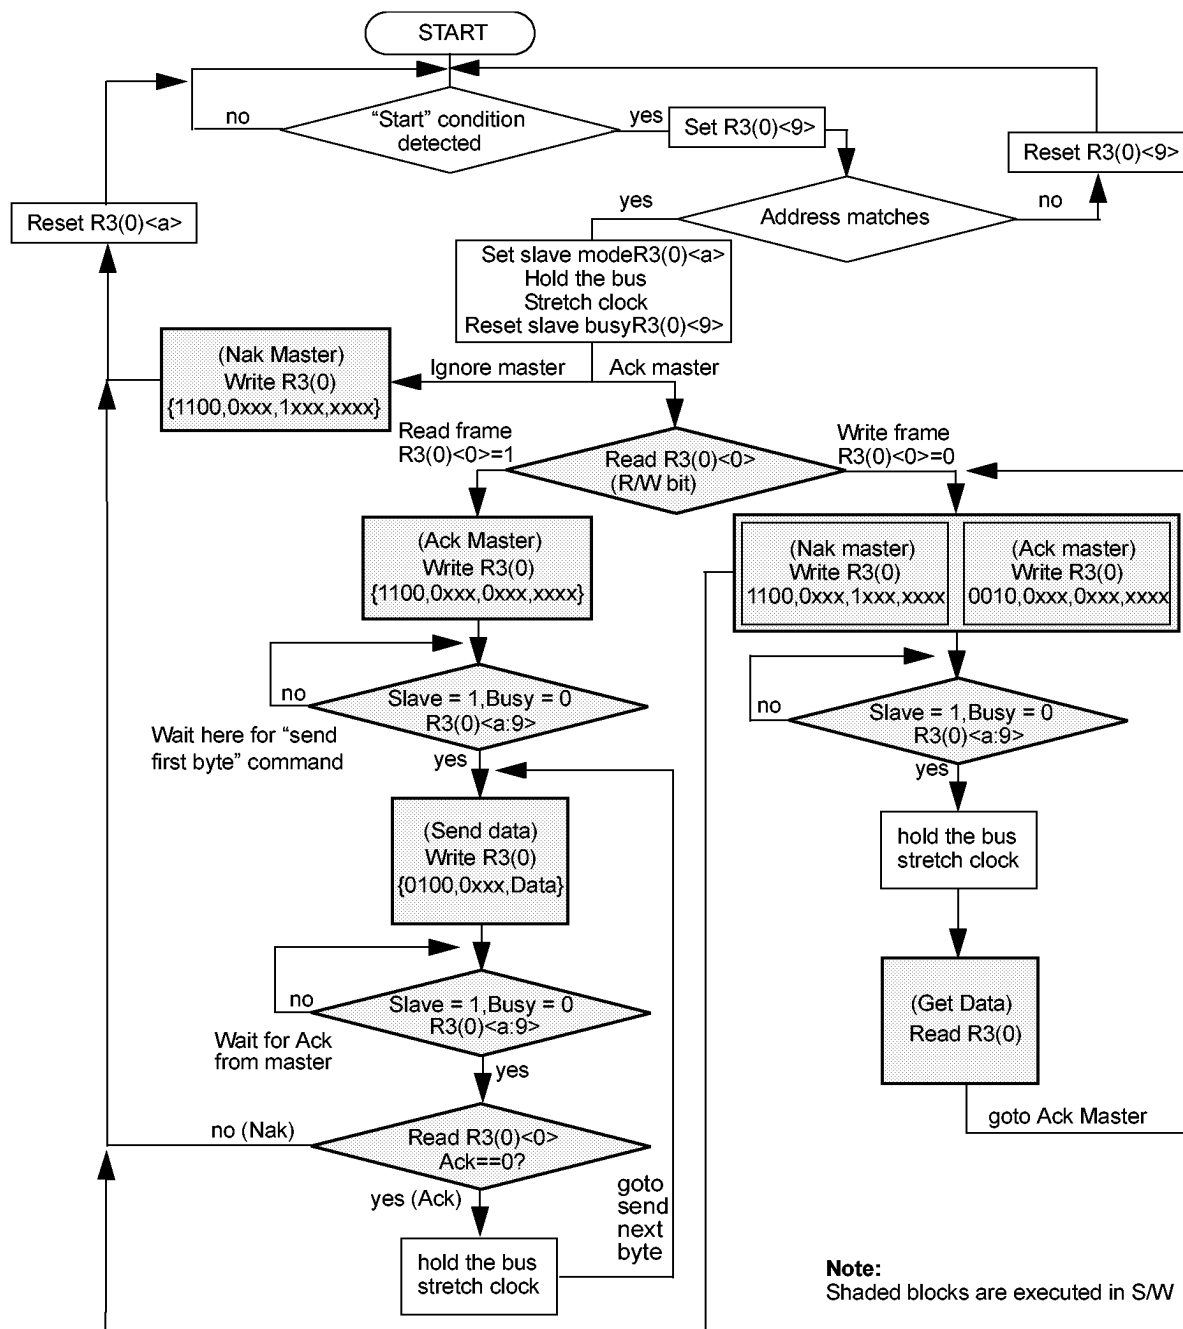 START
"Start" condition
detected
no
yes
Set R3(0)<9>
Reset R3(0)<9>
Address matches
yes
no
Reset R3(0)<a>
Set slave modeR3(0)<a>
Hold the bus
Stretch clock
Reset slave busyR3(0)<9>
Ignore master
Ack master
(Nak Master)
Write R3(0)
{1100,0xxx,1xxx,xxxx}
Read frame
R3(0)<0>=1
Read R3(0)<0>
(R/W bit)
Write frame
R3(0)<0>=0
(Ack Master)
Write R3(0)
{1100,0xxx,0xxx,xxxx}
(Nak master)
Write R3(0)
1100,0xxx,1xxx,xxxx
(Ack master)
Write R3(0)
0010,0xxx,0xxx,xxxx
no
Slave = 1,Busy = 0
R3(0)<a:9>
yes
Wait here for "send
first byte" command
no
Slave = 1,Busy = 0
R3(0)<a:9>
yes
(Send data)
Write R3(0)
{0100,0xxx,Data}
hold the bus
stretch clock
no
Slave = 1,Busy = 0
R3(0)<a:9>
yes
Wait for Ack
from master
(Get Data)
Read R3(0)
goto Ack Master
no (Nak)
Read R3(0)<0>
Ack==0?
yes (Ack)
goto
send
next
byte
hold the bus
stretch clock
Note:
Shaded blocks are executed in S/W